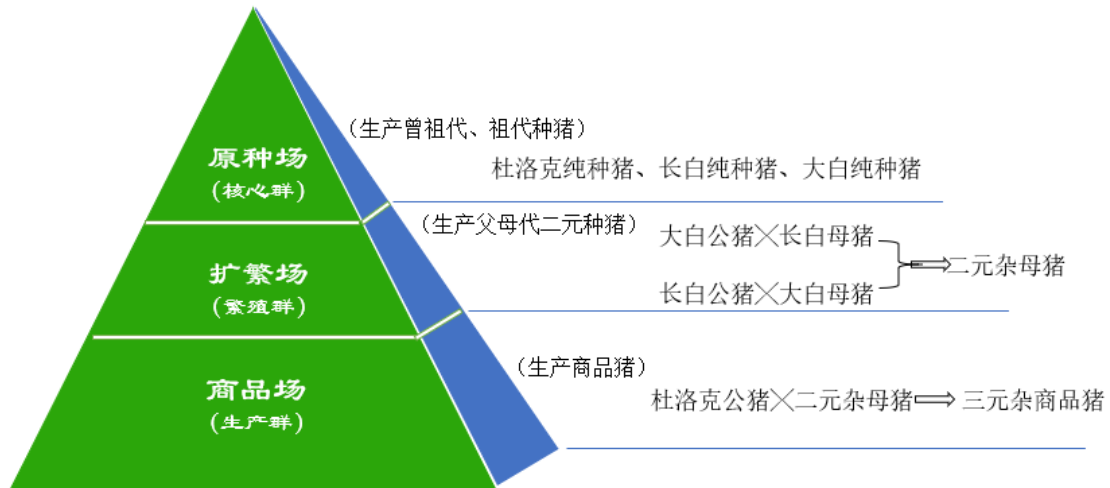 (生产曾祖代、祖代种猪)
原种场
(核心群)
杜洛克纯种猪、长白纯种猪、大白纯种猪
(生产父母代二元种猪)
大白公猪╳长白母猪
扩繁场
(繁殖群)
二元杂母猪
长白公猪╳大白母猪
(生产商品猪)
商品场
(生产群)
杜洛克公猪╳二元杂母猪
三元杂商品猪